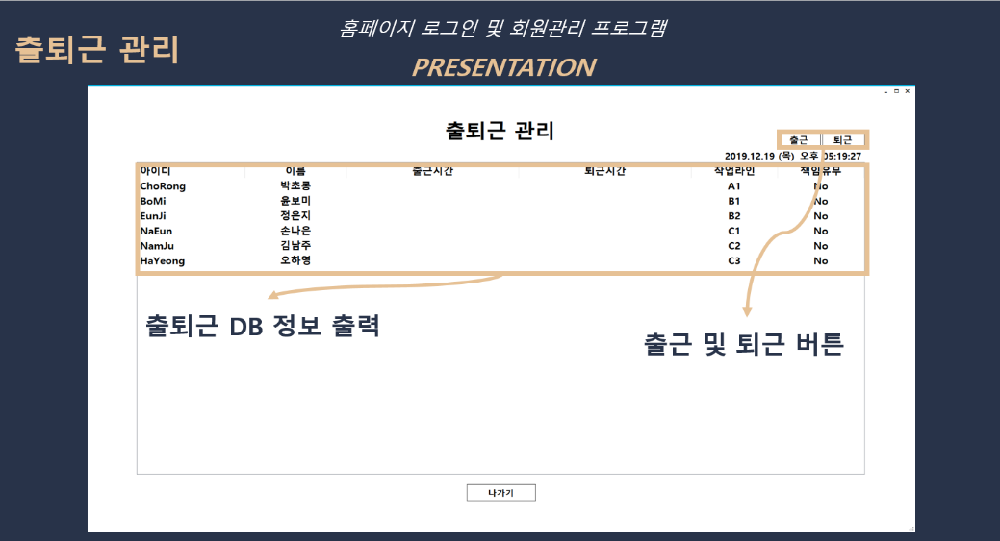 홈페이지 로그인 및 회원관리 프로그램
출퇴근 관리
PRESENTATION
출퇴근 관리
출근 퇴근
2019.12.19 (목) 오후 05:19:27
아이디 이름 출근시간 퇴근시간 작업라인 책임유무
ChoRong 박초롱 A1 No
BoMi 윤보미 B1 No
EunJi 정은지 B2 No
NaEun 손나은 C1 No
NamJu 김남주 C2 No
HaYeong 오하영 C3 No
출퇴근 DB 정보 출력
출근 및 퇴근 버튼
나가기